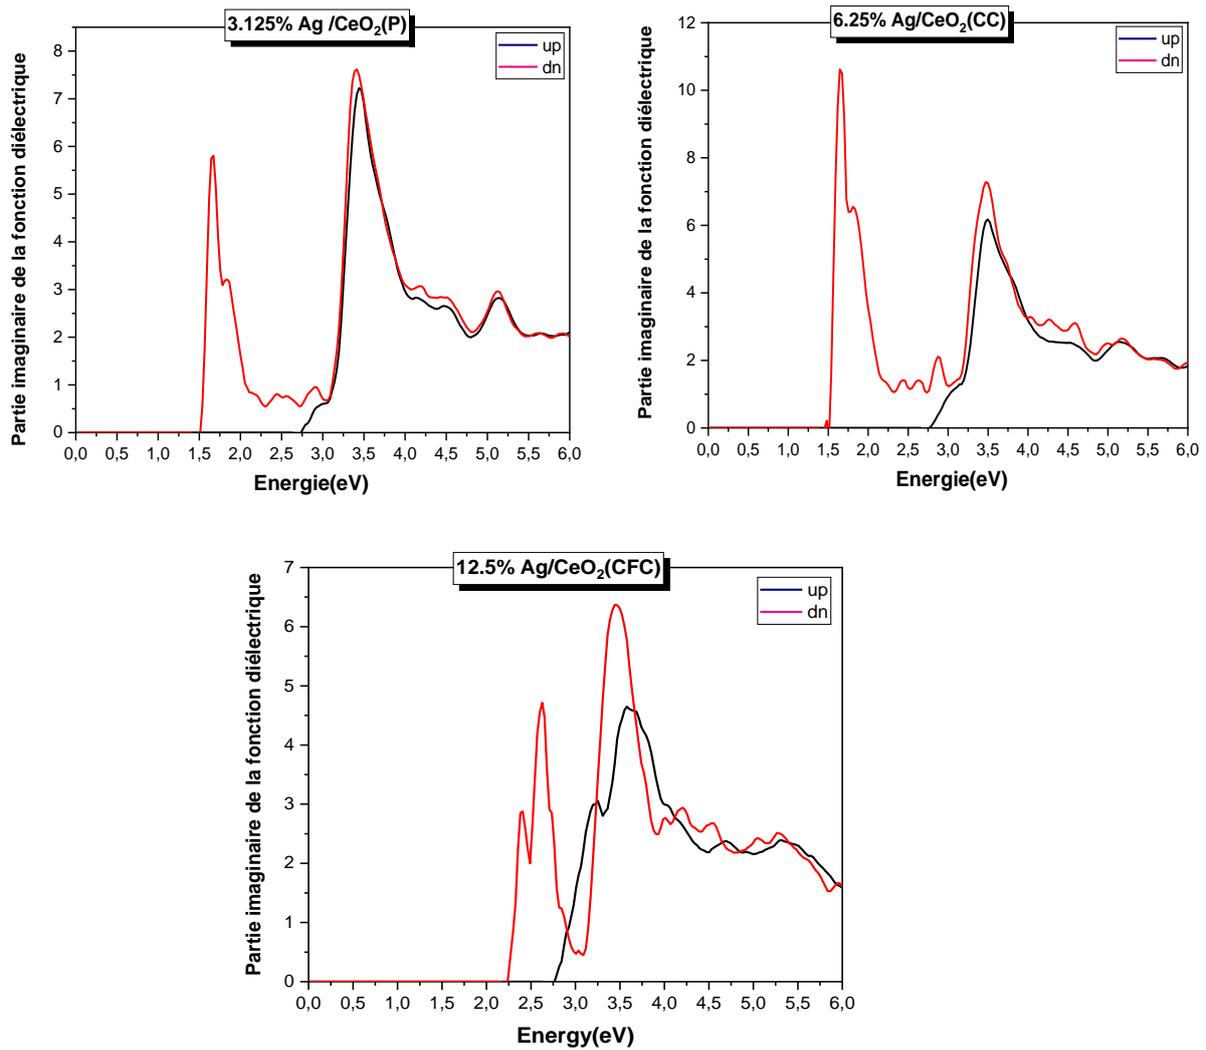 3.125% Ag /CeO₂(P)
up
dn
Partie imaginaire de la fonction diélectrique
8
7
6
5
4
3
2
1
0
0,0 0,5 1,0 1,5 2,0 2,5 3,0 3,5 4,0 4,5 5,0 5,5 6,0
Energie(eV)
6.25% Ag/CeO₂(CC)
up
dn
Partie imaginaire de la fonction diélectrique
12
10
8
6
4
2
0
0,0 0,5 1,0 1,5 2,0 2,5 3,0 3,5 4,0 4,5 5,0 5,5 6,0
Energie(eV)
12.5% Ag/CeO₂(CFC)
up
dn
Partie imaginaire de la fonction diélectrique
7
6
5
4
3
2
1
0
0,0 0,5 1,0 1,5 2,0 2,5 3,0 3,5 4,0 4,5 5,0 5,5 6,0
Energy(eV)